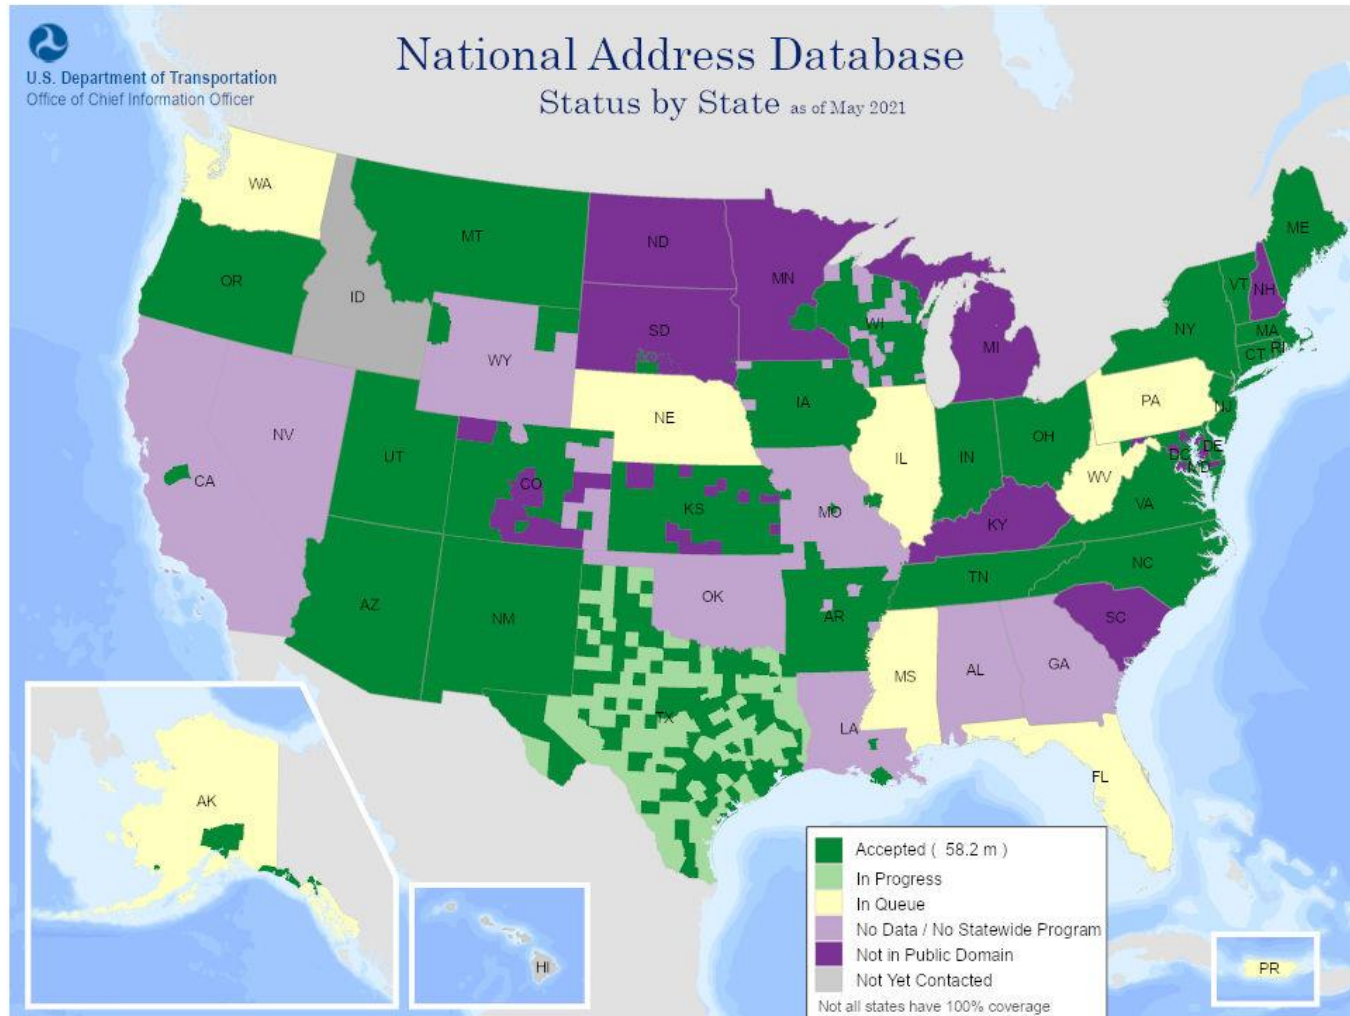 National Address Database
Status by State as of May 2021
U.S. Department of Transportation
Office of Chief Information Officer
WA
MT
ND
MN
ME
OR
ID
SD
WI
MI
VT
NH
NY
MA
CT
RI
WY
IA
NE
PA
NJ
NV
UT
CA
CO
KS
MO
IL
IN
OH
WV
DC
DE
MD
VA
KY
AZ
NM
OK
AR
TN
NC
SC
TX
LA
MS
AL
GA
FL
AK
HI
PR
Accepted ( 58.2 m )
In Progress
In Queue
No Data / No Statewide Program
Not in Public Domain
Not Yet Contacted
Not all states have 100% coverage